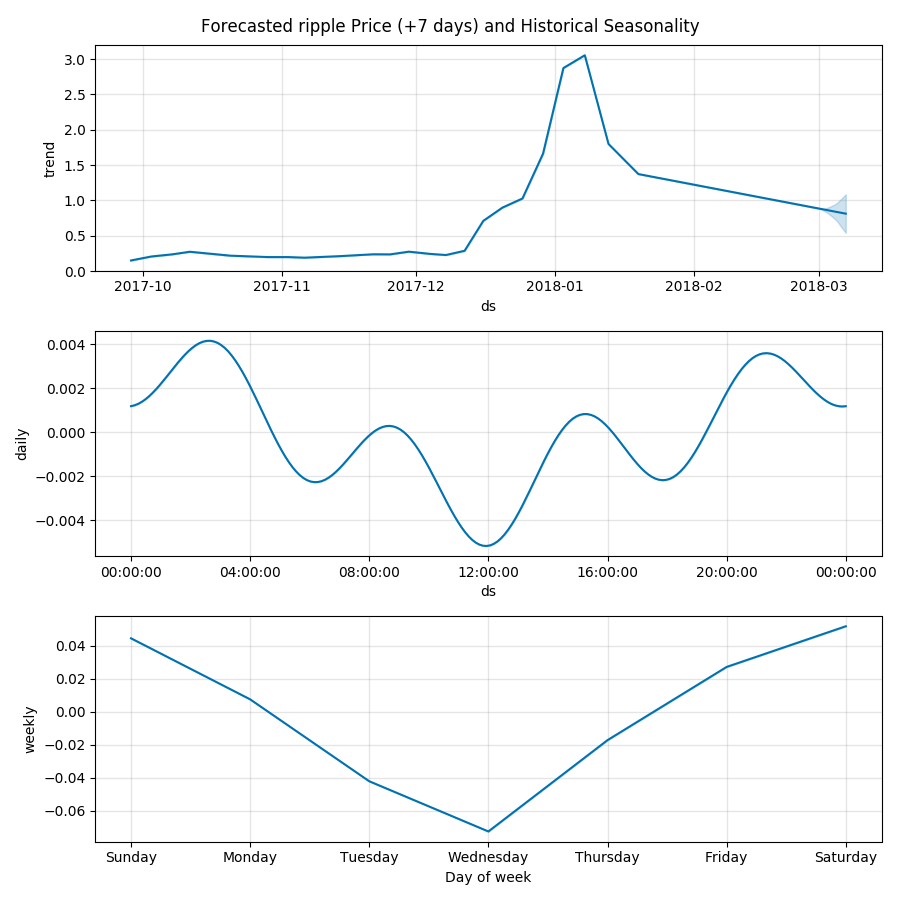 Forecasted ripple Price (+7 days) and Historical Seasonality
3.0
2.5
2.0
1.5
1.0
0.5
0.0
trend
2017-10 2017-11 2017-12 2018-01 2018-02 2018-03
ds
0.004
0.002
0.000
−0.002
−0.004
daily
00:00:00 04:00:00 08:00:00 12:00:00 16:00:00 20:00:00 00:00:00
ds
0.04
0.02
0.00
−0.02
−0.04
−0.06
weekly
Sunday Monday Tuesday Wednesday Thursday Friday Saturday
Day of week